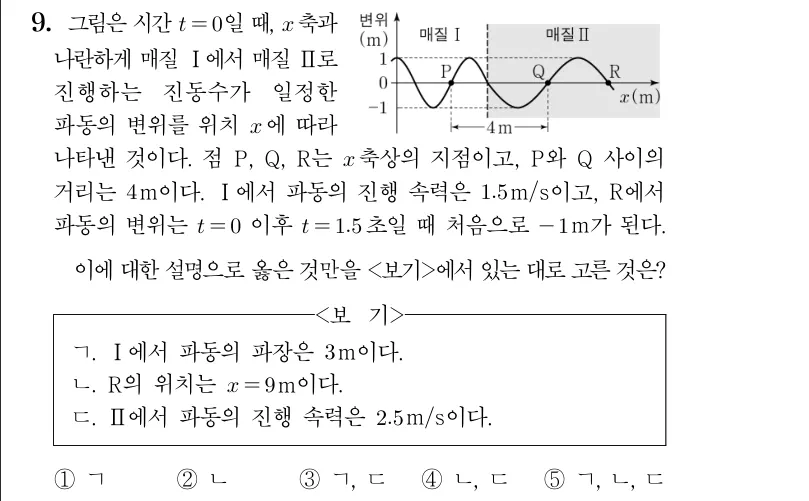 9. 그림은 시간 t=0일 때, x축과
나란하게 매질 Ⅰ에서 매질 Ⅱ로
진행하는 진동수가 일정한
파동의 변위를 위치 x에 따라
변위
(m)
매질 Ⅰ
매질 Ⅱ
1
0
-1
P
Q
R
x(m)
4m
나타낸 것이다. 점 P, Q, R는 x축상의 지점이고, P와 Q 사이의
거리는 4m이다. Ⅰ에서 파동의 진행 속력은 1.5m/s이고, R에서
파동의 변위는 t=0 이후 t=1.5초일 때 처음으로 -1m가 된다.
이에 대한 설명으로 옳은 것만을 <보기>에서 있는 대로 고른 것은?
<보 기>
ㄱ. Ⅰ에서 파동의 파장은 3m이다.
ㄴ. R의 위치는 x=9m이다.
ㄷ. Ⅱ에서 파동의 진행 속력은 2.5m/s이다.
① ㄱ ② ㄴ ③ ㄱ, ㄷ ④ ㄴ, ㄷ ⑤ ㄱ, ㄴ, ㄷ